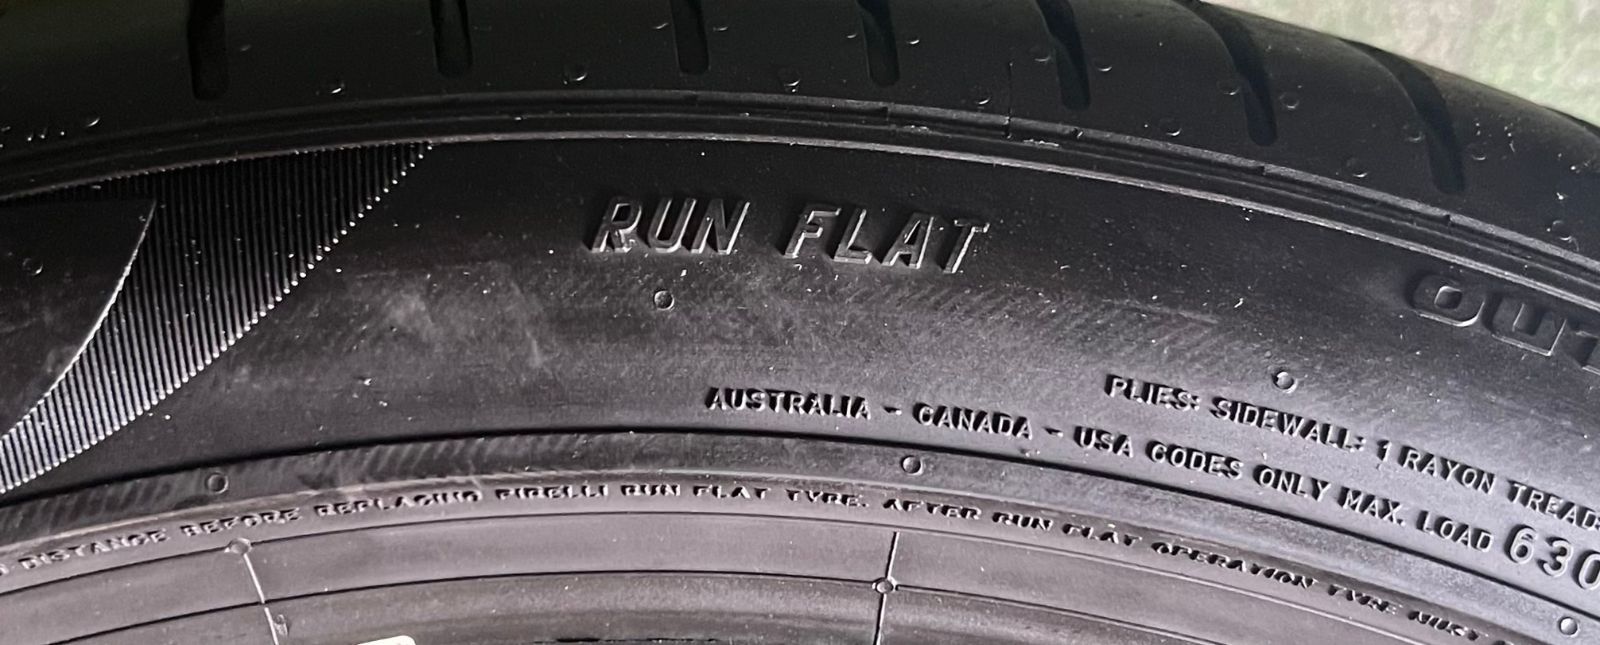 RUN FLAT
PLIES: SIDEWALL: 1 RAYON TREAD:
AUSTRALIA - CANADA - USA CODES ONLY MAX. LOAD 630
DISTANCE BEFORE REPLACING PIRELLI RUN FLAT TYRE. AFTER RUN FLAT OPERATION TYRE MUST